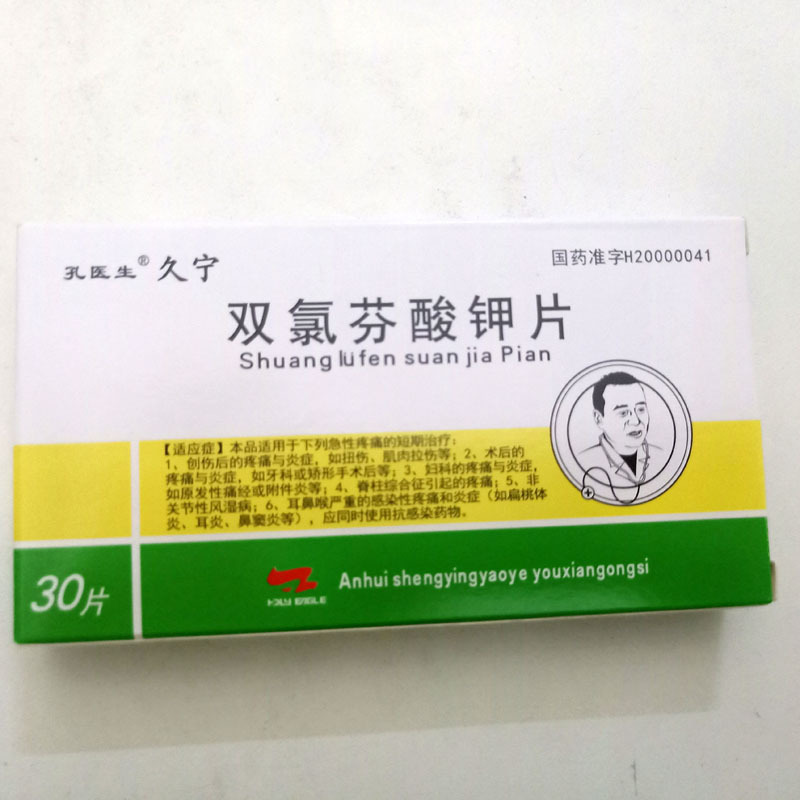 孔医生® 久宁
国药准字H20000041
双氯芬酸钾片
Shuang lüfen suan jia Pian
【适应症】本品适用于下列急性疼痛的短期治疗:
1、创伤后的疼痛与炎症,如扭伤、肌肉拉伤等;2、术后的
疼痛与炎症,如牙科或矫形手术后等;3、妇科的疼痛与炎症,
如原发性痛经或附件炎等;4、脊柱综合征引起的疼痛;5、非
关节性风湿病;6、耳鼻喉严重的感染性疼痛和炎症(如扁桃体
炎、耳炎、鼻窦炎等),应同时使用抗感染药物。
30片
HOLY EAGLE
Anhui shengyingyaoye youxiangongsi